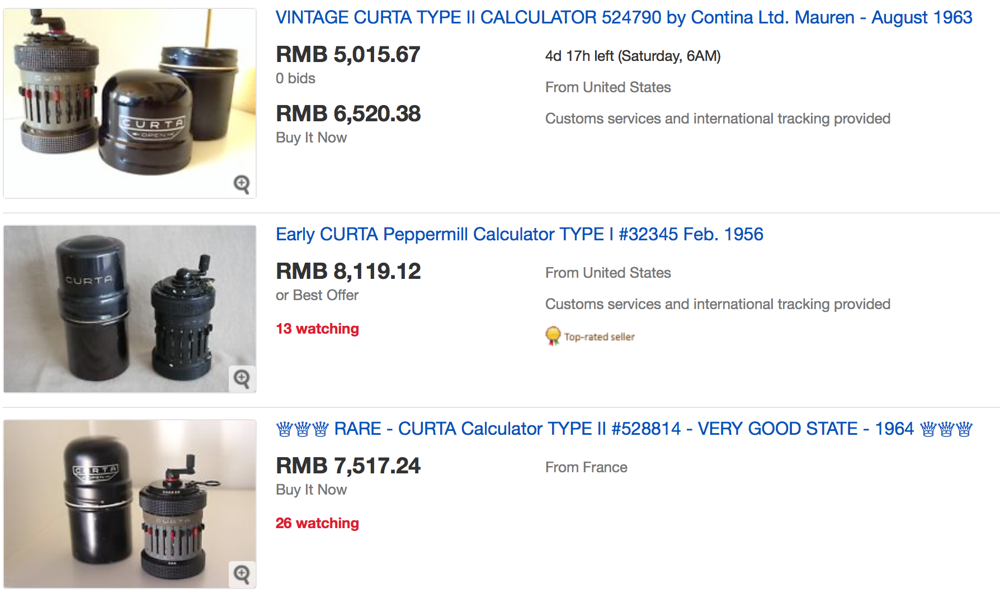 VINTAGE CURTA TYPE II CALCULATOR 524790 by Contina Ltd. Mauren - August 1963
RMB 5,015.67
4d 17h left (Saturday, 6AM)
0 bids
From United States
RMB 6,520.38
Customs services and international tracking provided
Buy It Now
CURTA
CURTA
OPEN
Early CURTA Peppermill Calculator TYPE I #32345 Feb. 1956
RMB 8,119.12
From United States
or Best Offer
Customs services and international tracking provided
13 watching
Top-rated seller
CURTA
♕♕♕ RARE - CURTA Calculator TYPE II #528814 - VERY GOOD STATE - 1964 ♕♕♕
RMB 7,517.24
From France
Buy It Now
26 watching
CURTA
OPEN
CURTA